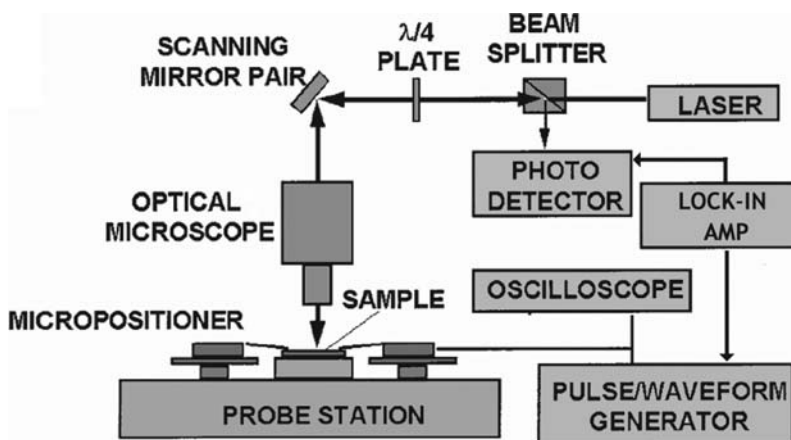 SCANNING
MIRROR PAIR
λ/4
PLATE
BEAM
SPLITTER
LASER
PHOTO
DETECTOR
LOCK-IN
AMP
OPTICAL
MICROSCOPE
SAMPLE
OSCILLOSCOPE
MICROPOSITIONER
PROBE STATION
PULSE/WAVEFORM
GENERATOR